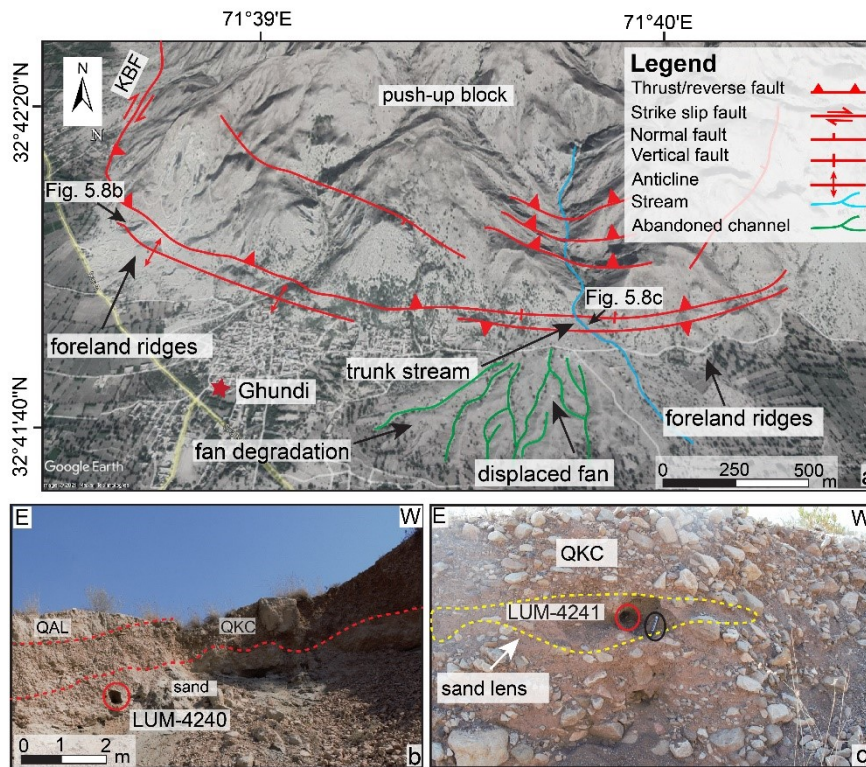 71°39'E
71°40'E
32°42'20"N
32°41'40"N
N
N
KBF
push-up block
Legend
Thrust/reverse fault
Strike slip fault
Normal fault
Vertical fault
Anticline
Stream
Abandoned channel
Fig. 5.8b
Fig. 5.8c
foreland ridges
trunk stream
Ghundi
foreland ridges
fan degradation
displaced fan
Google Earth
0 250 500
m
a
E
W
QAL
QKC
sand
LUM-4240
0 1 2
m
b
E
W
QKC
LUM-4241
sand lens
c